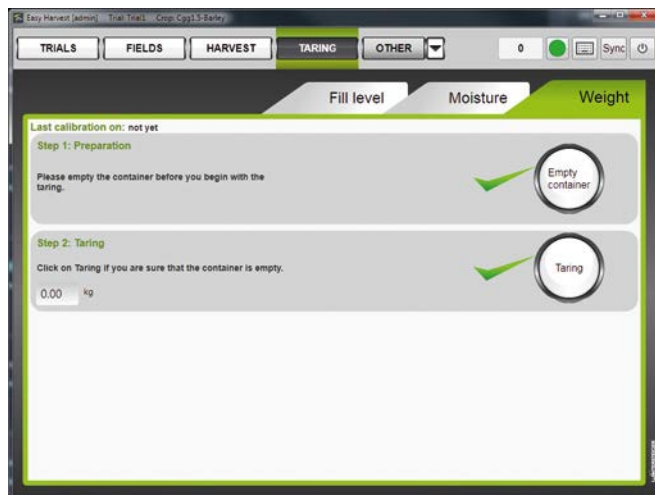 Easy Harvest [admin] Trial: Trial1 Crop: Cgg1.5-Barley
TRIALS FIELDS HARVEST TARING OTHER 0 Sync
Fill level Moisture Weight
Last calibration on: not yet
Step 1: Preparation
Please empty the container before you begin with the
taring.
Empty
container
Step 2: Taring
Click on Taring if you are sure that the container is empty.
Taring
0.00 kg